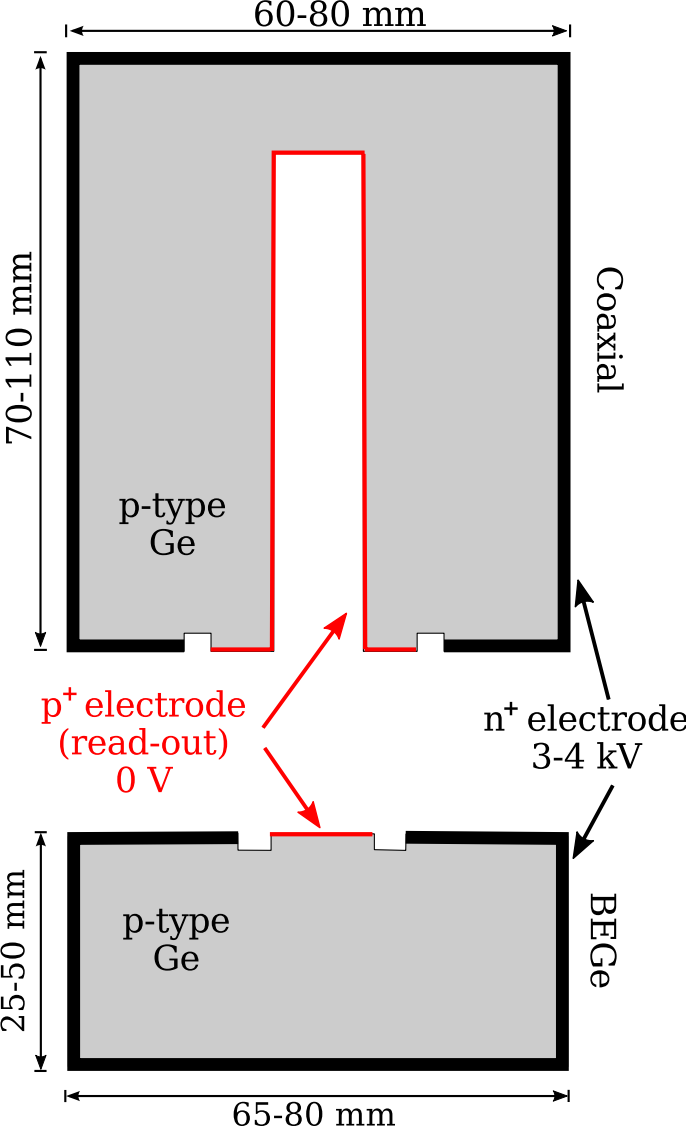 60-80 mm
70-110 mm
Coaxial
p-type
Ge
p+ electrode
(read-out)
0 V
n+ electrode
3-4 kV
25-50 mm
p-type
Ge
BEGe
65-80 mm